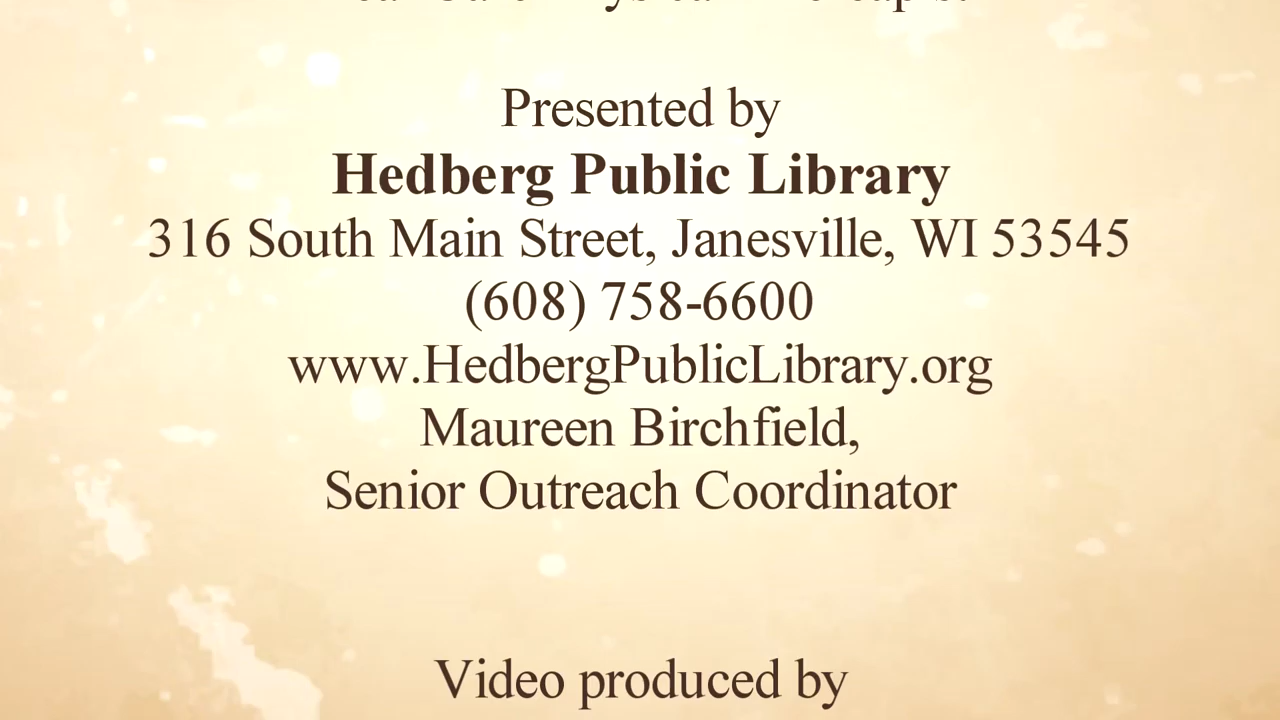 Presented by
Hedberg Public Library
316 South Main Street, Janesville, WI 53545
(608) 758-6600
www.HedbergPublicLibrary.org
Maureen Birchfield,
Senior Outreach Coordinator
Video produced by